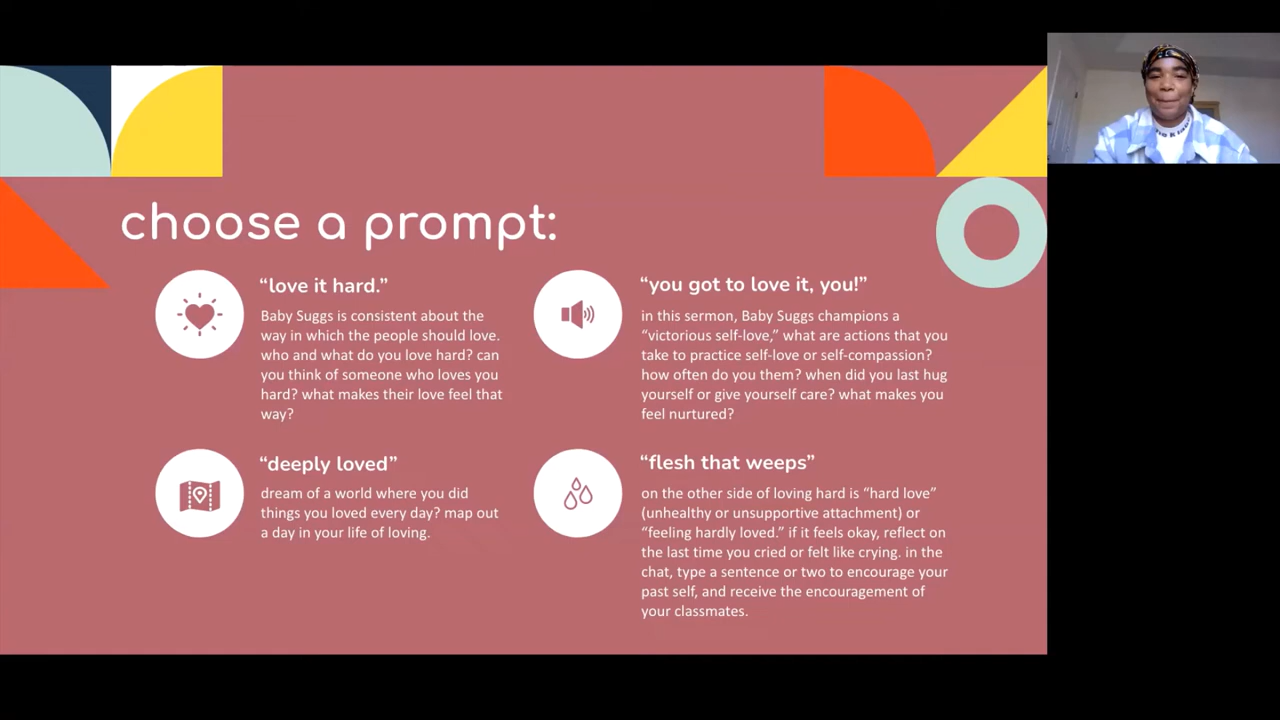 choose a prompt:
“love it hard.”
Baby Suggs is consistent about the
way in which the people should love.
who and what do you love hard? can
you think of someone who loves you
hard? what makes their love feel that
way?
“you got to love it, you!”
in this sermon, Baby Suggs champions a
“victorious self-love,” what are actions that you
take to practice self-love or self-compassion?
how often do you them? when did you last hug
yourself or give yourself care? what makes you
feel nurtured?
“deeply loved”
dream of a world where you did
things you loved every day? map out
a day in your life of loving.
“flesh that weeps”
on the other side of loving hard is “hard love”
(unhealthy or unsupportive attachment) or
“feeling hardly loved.” if it feels okay, reflect on
the last time you cried or felt like crying. in the
chat, type a sentence or two to encourage your
past self, and receive the encouragement of
your classmates.